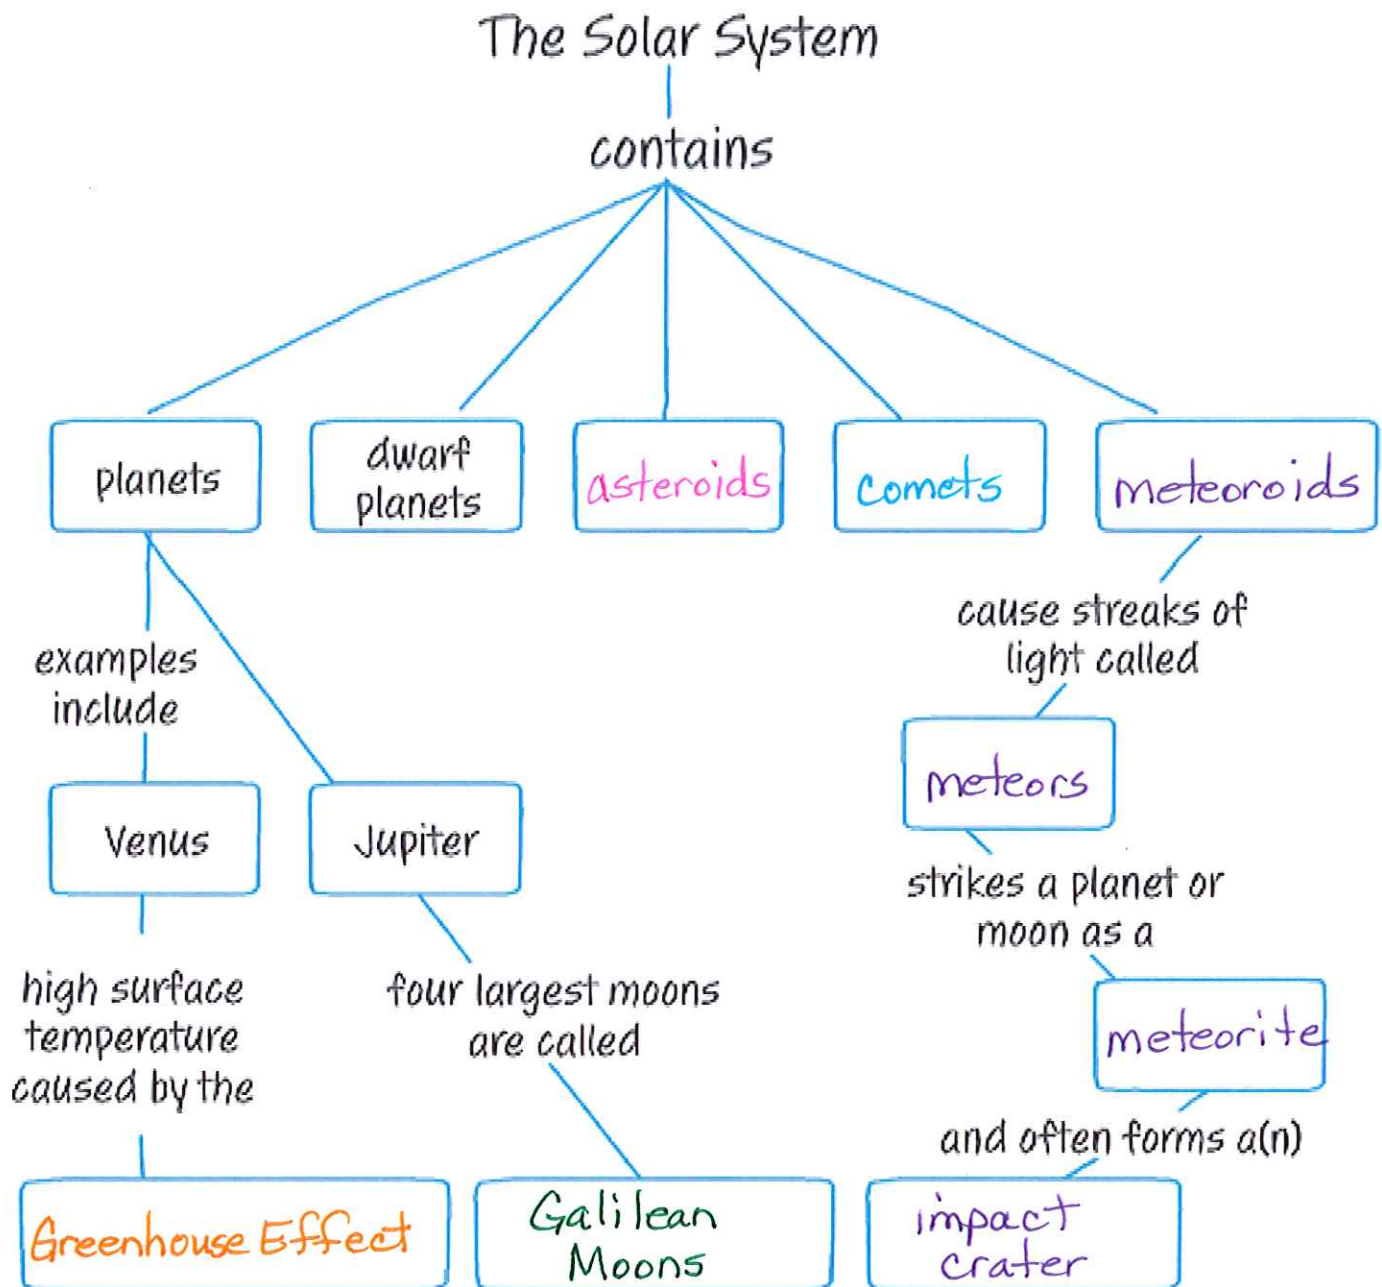 The Solar System
contains
planets
dwarf
planets
asteroids
comets
meteoroids
examples
include
Venus
Jupiter
high surface
temperature
caused by the
Greenhouse Effect
four largest moons
are called
Galilean
Moons
cause streaks of
light called
meteors
strikes a planet or
moon as a
meteorite
and often forms a(n)
impact
crater